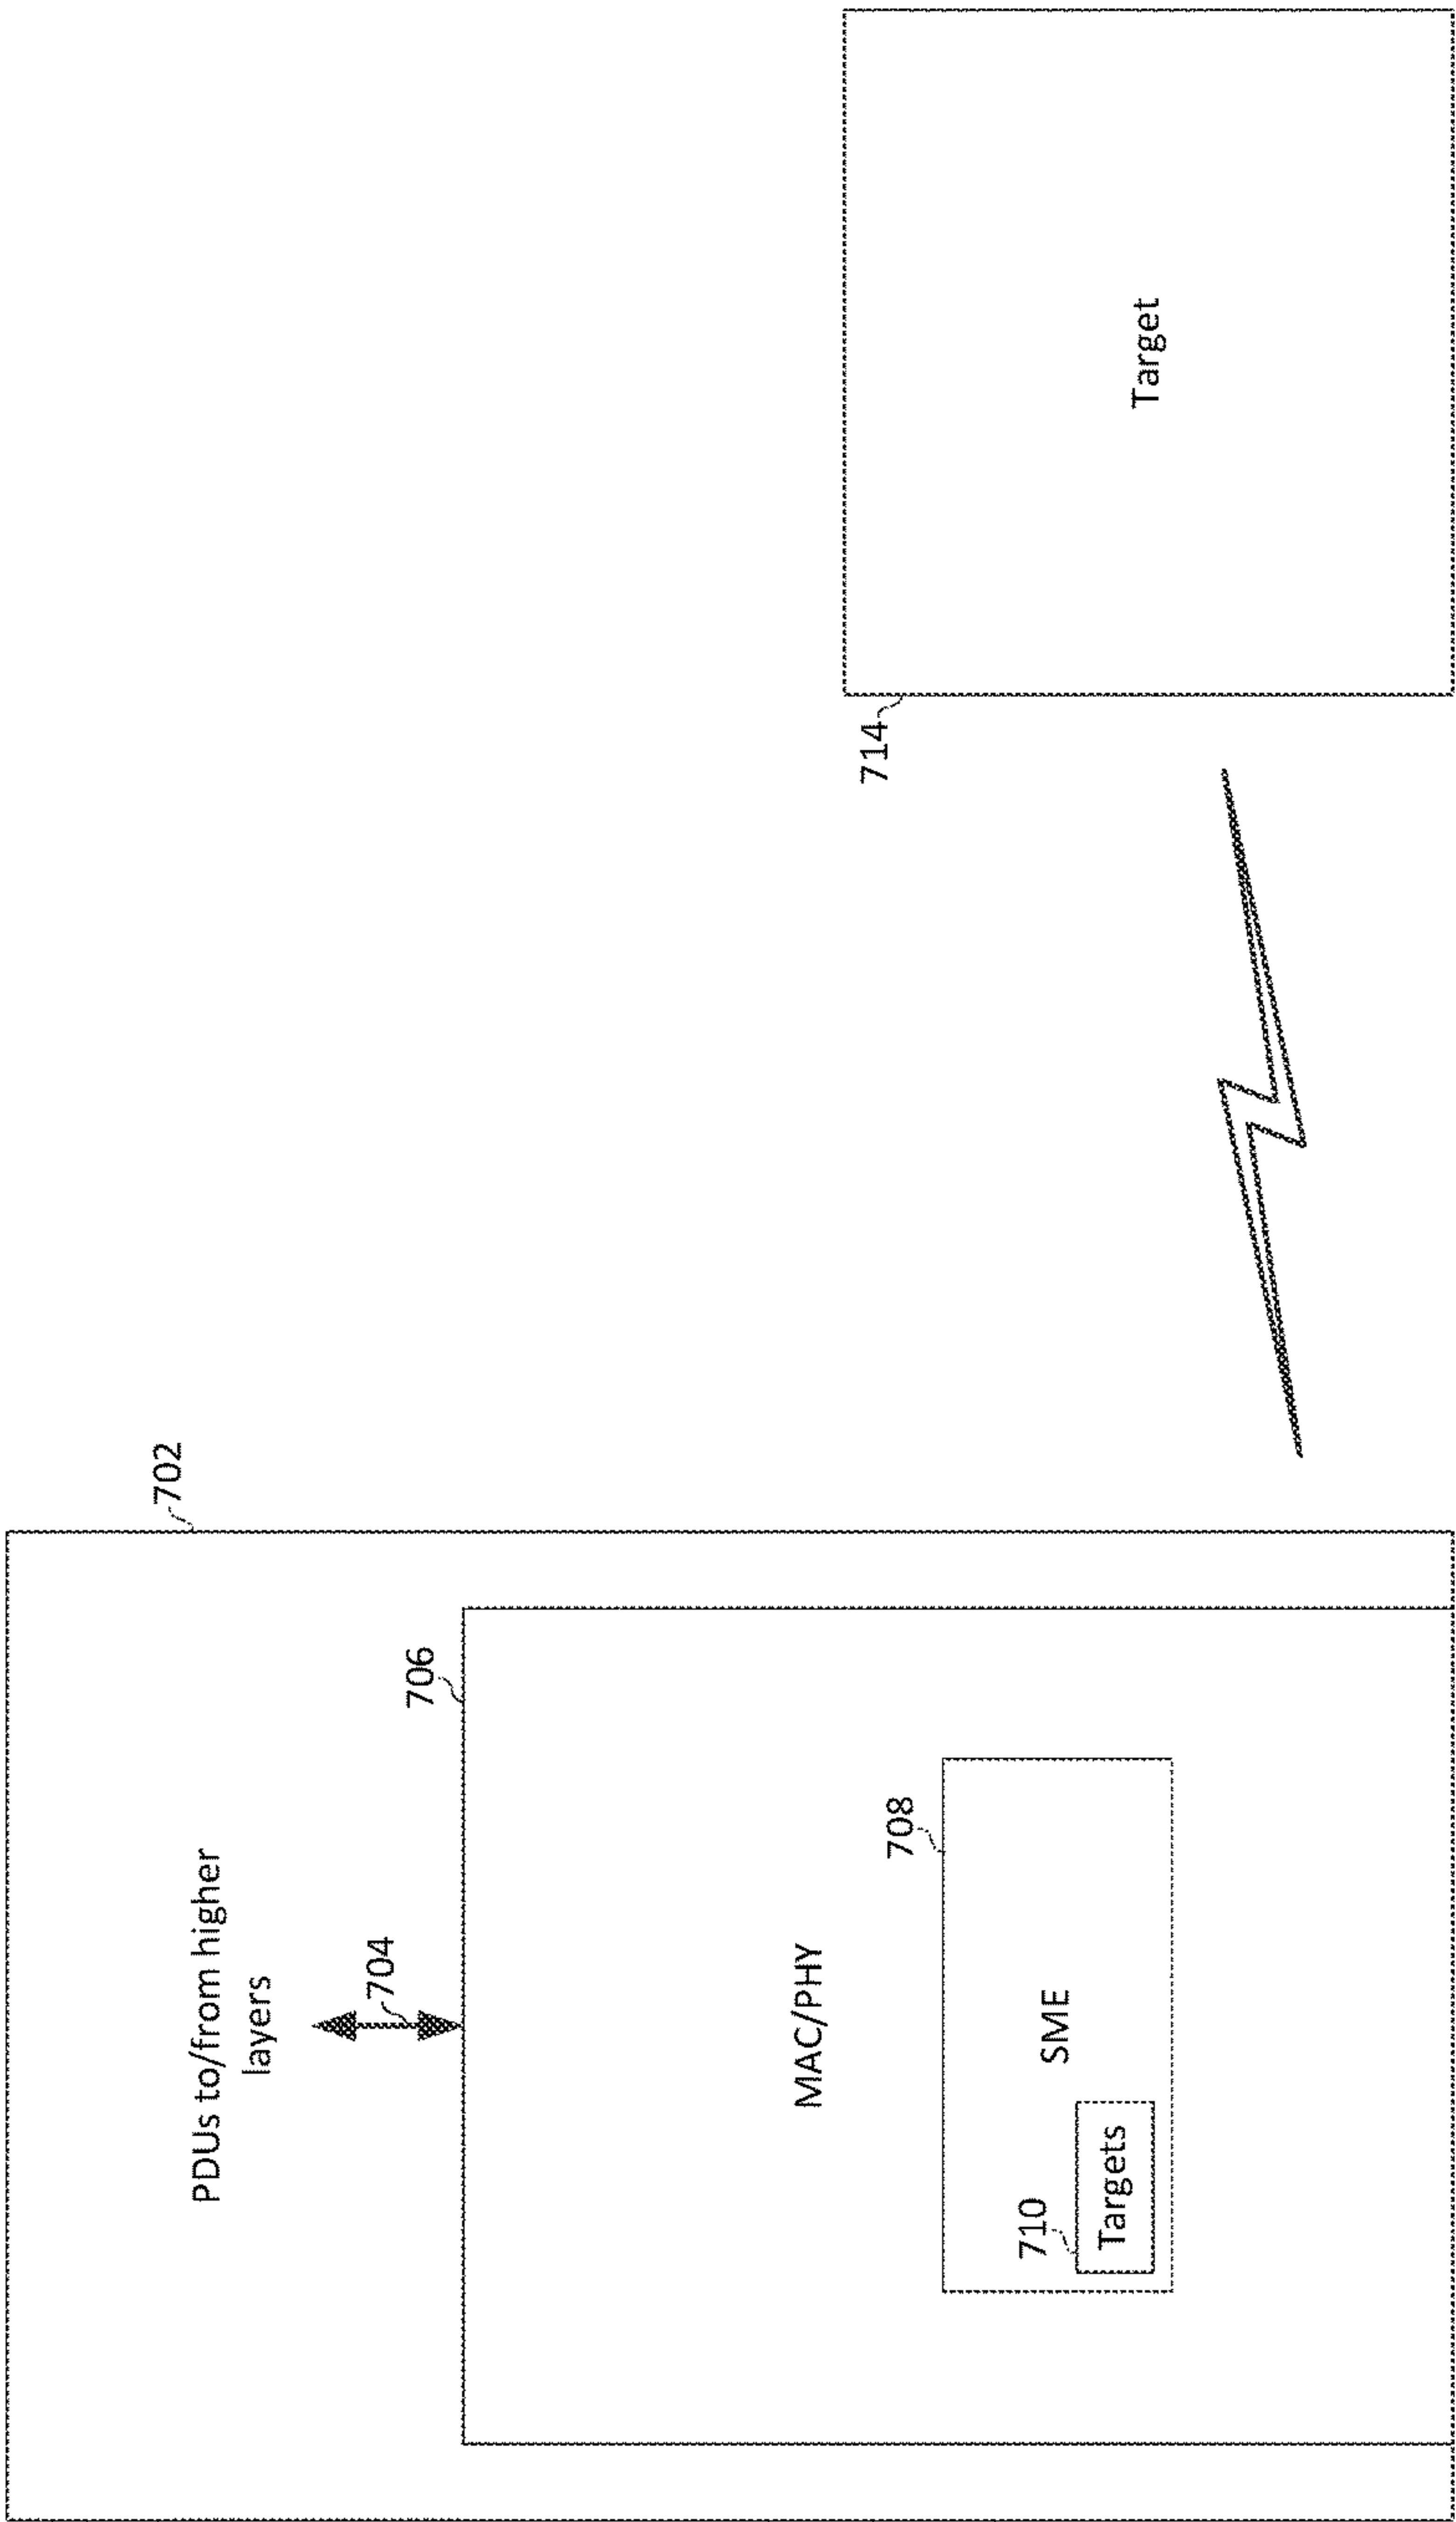 702
PDUs to/from higher
layers
704
706
MAC/PHY
708
SME
710
Targets
714
Target